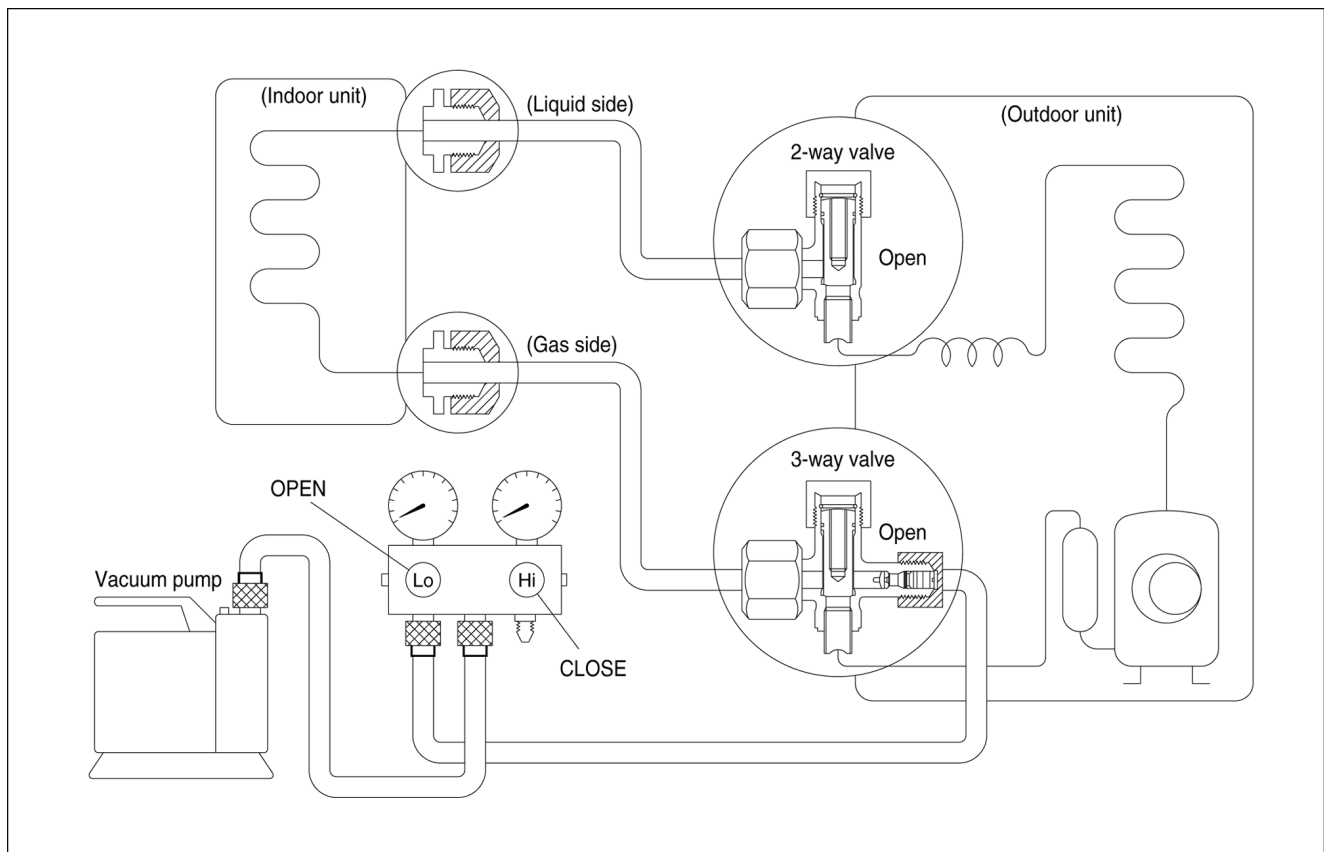 (Indoor unit)
(Liquid side)
(Outdoor unit)
2-way valve
Open
(Gas side)
3-way valve
OPEN
Open
Lo
Hi
Vacuum pump
CLOSE